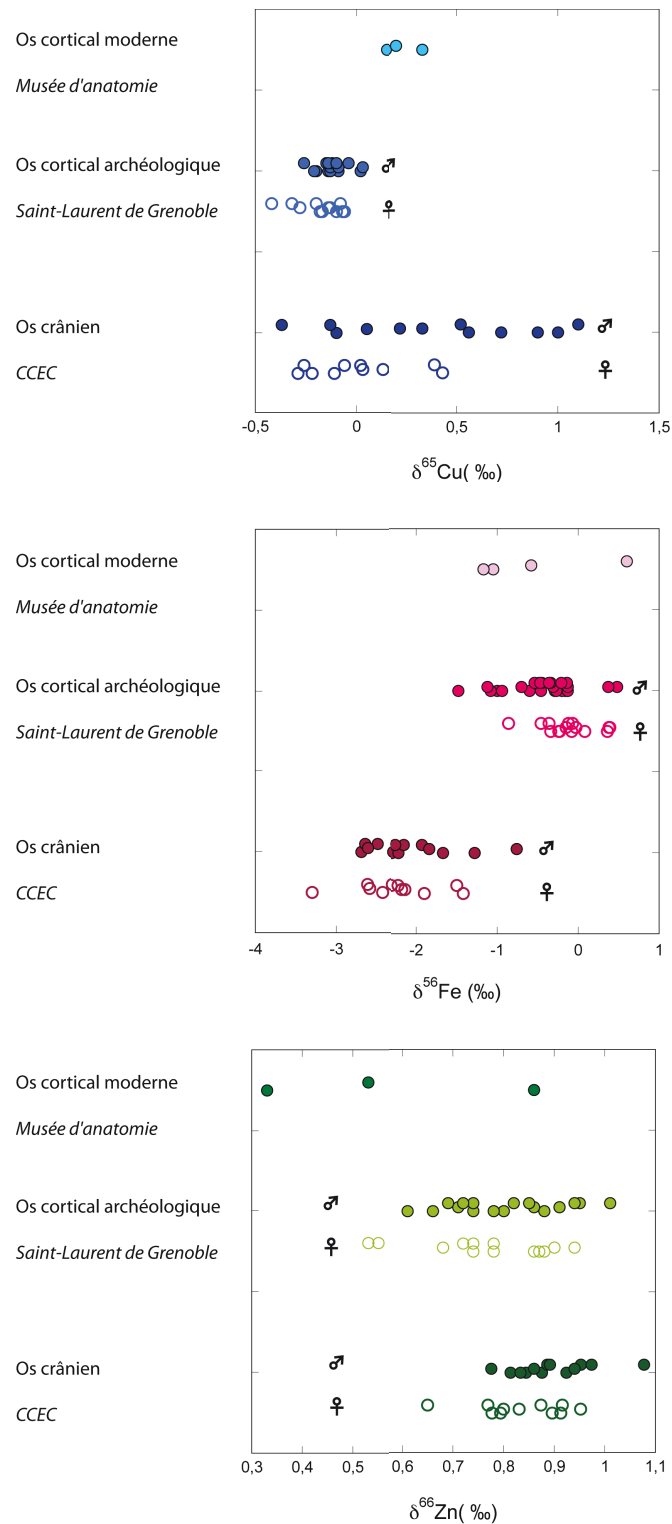 Os cortical moderne
Musée d'anatomie
Os cortical archéologique
♂
Saint-Laurent de Grenoble
♀
Os crânien
♂
CCEC
♀
-0,5 0 0,5 1 1,5
δ65Cu( ‰)
Os cortical moderne
Musée d'anatomie
Os cortical archéologique
♂
Saint-Laurent de Grenoble
♀
Os crânien
♂
CCEC
♀
-4 -3 -2 -1 0 1
δ56Fe (‰)
Os cortical moderne
Musée d'anatomie
Os cortical archéologique
♂
Saint-Laurent de Grenoble
♀
Os crânien
♂
CCEC
♀
0,3 0,4 0,5 0,6 0,7 0,8 0,9 1 1,1
δ66Zn( ‰)